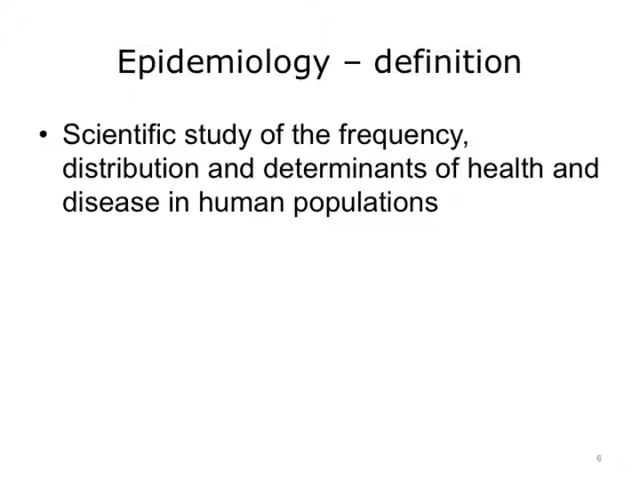 Epidemiology – definition
• Scientific study of the frequency,
distribution and determinants of health and
disease in human populations
6